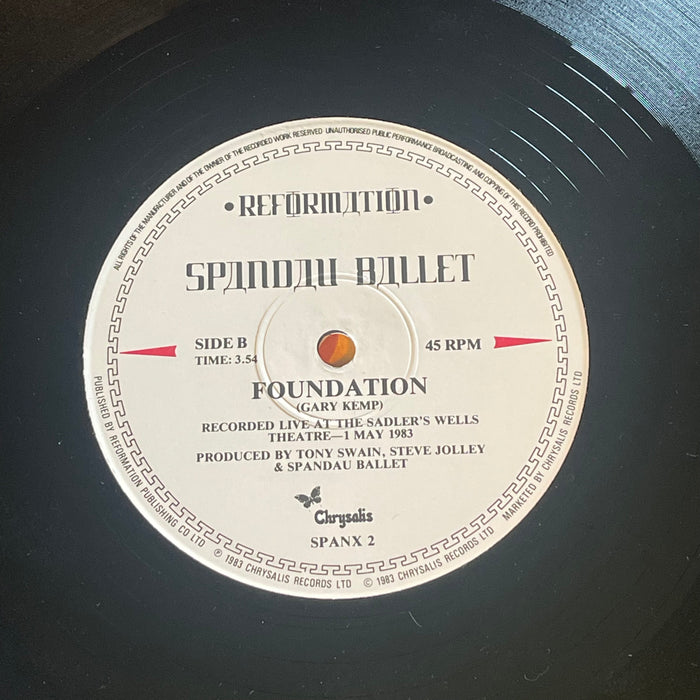 ALL RIGHTS OF THE MANUFACTURER AND OF THE OWNER OF THE RECORDED WORK RESERVED UNAUTHORISED PUBLIC PERFORMANCE BROADCASTING AND COPYING OF THE RECORD PROHIBITED
•REFORMATION•
SPANDAU BALLET
SIDE B
TIME: 3.54
45 RPM
FOUNDATION
(GARY KEMP)
RECORDED LIVE AT THE SADLER'S WELLS
THEATRE—1 MAY 1983
PRODUCED BY TONY SWAIN, STEVE JOLLEY
& SPANDAU BALLET
Chrysalis
SPANX 2
PUBLISHED BY REFORMATION PUBLISHING CO LTD ℗ 1983 CHRYSALIS RECORDS LTD © 1983 CHRYSALIS RECORDS LTD MARKETED BY CHRYSALIS RECORDS LTD